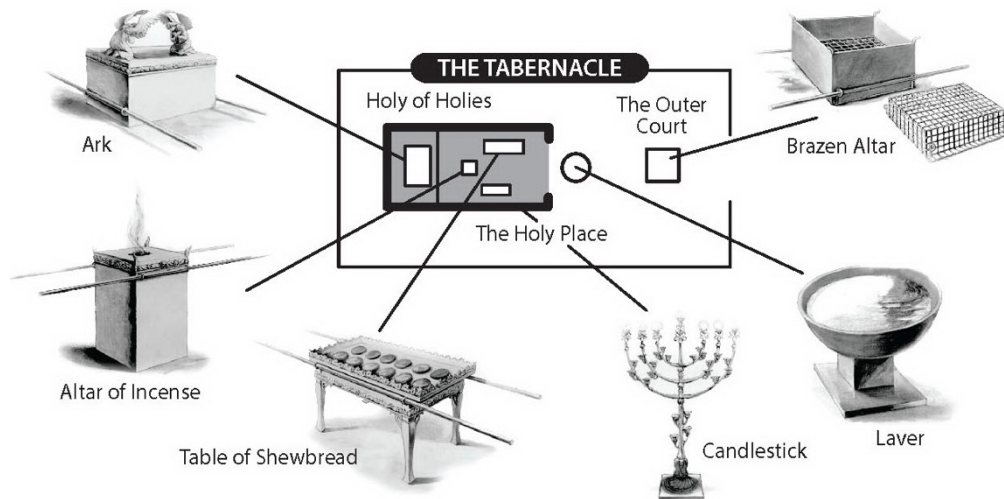 THE TABERNACLE
Holy of Holies
The Outer
Court
Ark
Brazen Altar
The Holy Place
Altar of Incense
Table of Shewbread
Candlestick
Laver